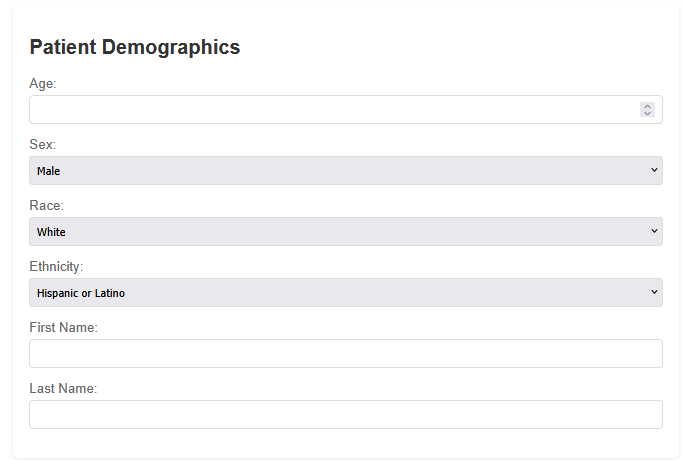 Patient Demographics
Age:
Sex:
Male
Race:
White
Ethnicity:
Hispanic or Latino
First Name:
Last Name: